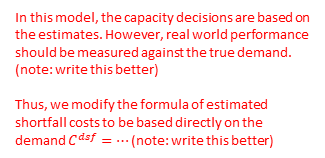 In this model, the capacity decisions are based on
the estimates. However, real world performance
should be measured against the true demand.
(note: write this better)
Thus, we modify the formula of estimated
shortfall costs to be based directly on the
demand C^{dsf} = ⋯ (note: write this better)